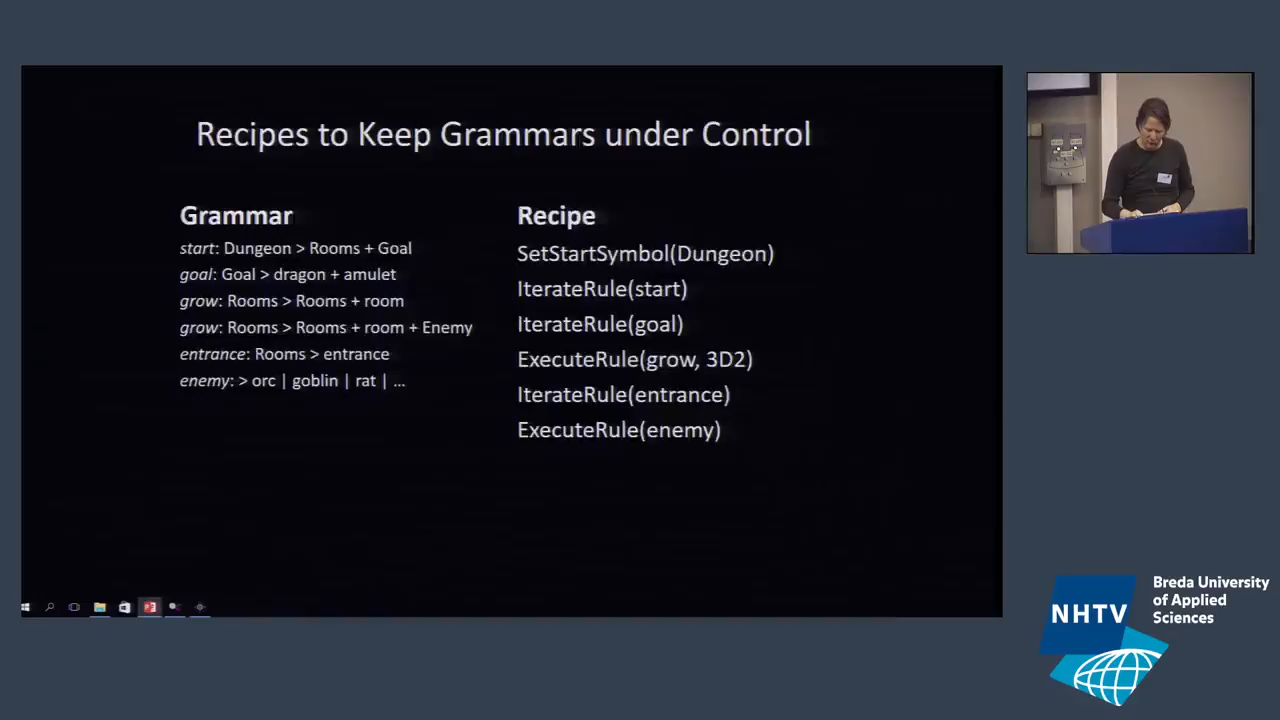 Recipes to Keep Grammars under Control
Grammar
start: Dungeon > Rooms + Goal
goal: Goal > dragon + amulet
grow: Rooms > Rooms + room
grow: Rooms > Rooms + room + Enemy
entrance: Rooms > entrance
enemy: > orc | goblin | rat | ...
Recipe
SetStartSymbol(Dungeon)
IterateRule(start)
IterateRule(goal)
ExecuteRule(grow, 3D2)
IterateRule(entrance)
ExecuteRule(enemy)
NHTV
Breda University
of Applied
Sciences